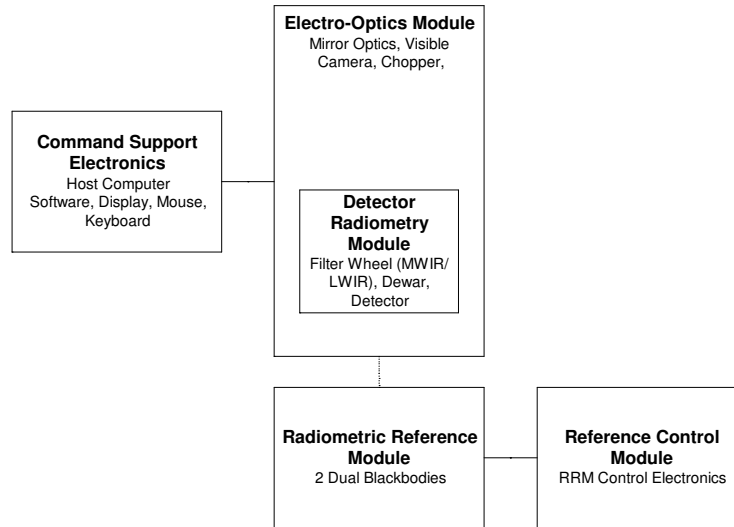 Electro-Optics Module
Mirror Optics, Visible
Camera, Chopper,
Command Support
Electronics
Host Computer
Software, Display, Mouse,
Keyboard
Detector
Radiometry
Module
Filter Wheel (MWIR/
LWIR), Dewar,
Detector
Radiometric Reference
Module
2 Dual Blackbodies
Reference Control
Module
RRM Control Electronics